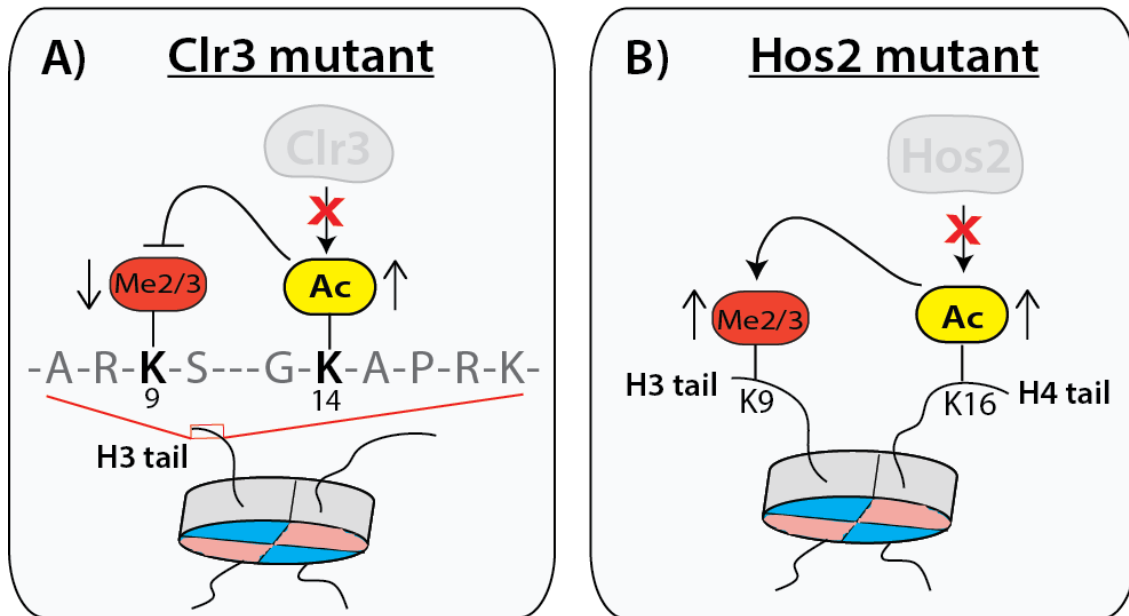 A) Clr3 mutant
Clr3
X
Me2/3
Ac
-A-R-K-S---G-K-A-P-R-K-
9
14
H3 tail
B) Hos2 mutant
Hos2
X
Me2/3
Ac
H3 tail
K9
K16
H4 tail